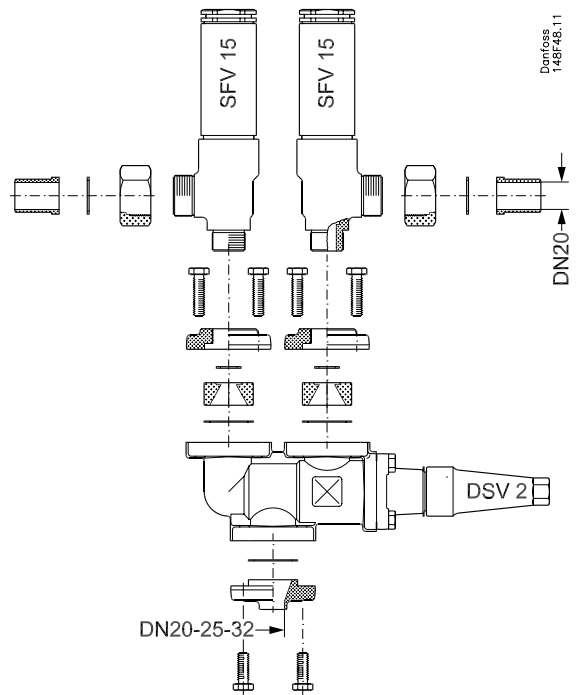 SFV 15
SFV 15
Danfoss
148F48.11
DN20
DSV 2
DN20-25-32